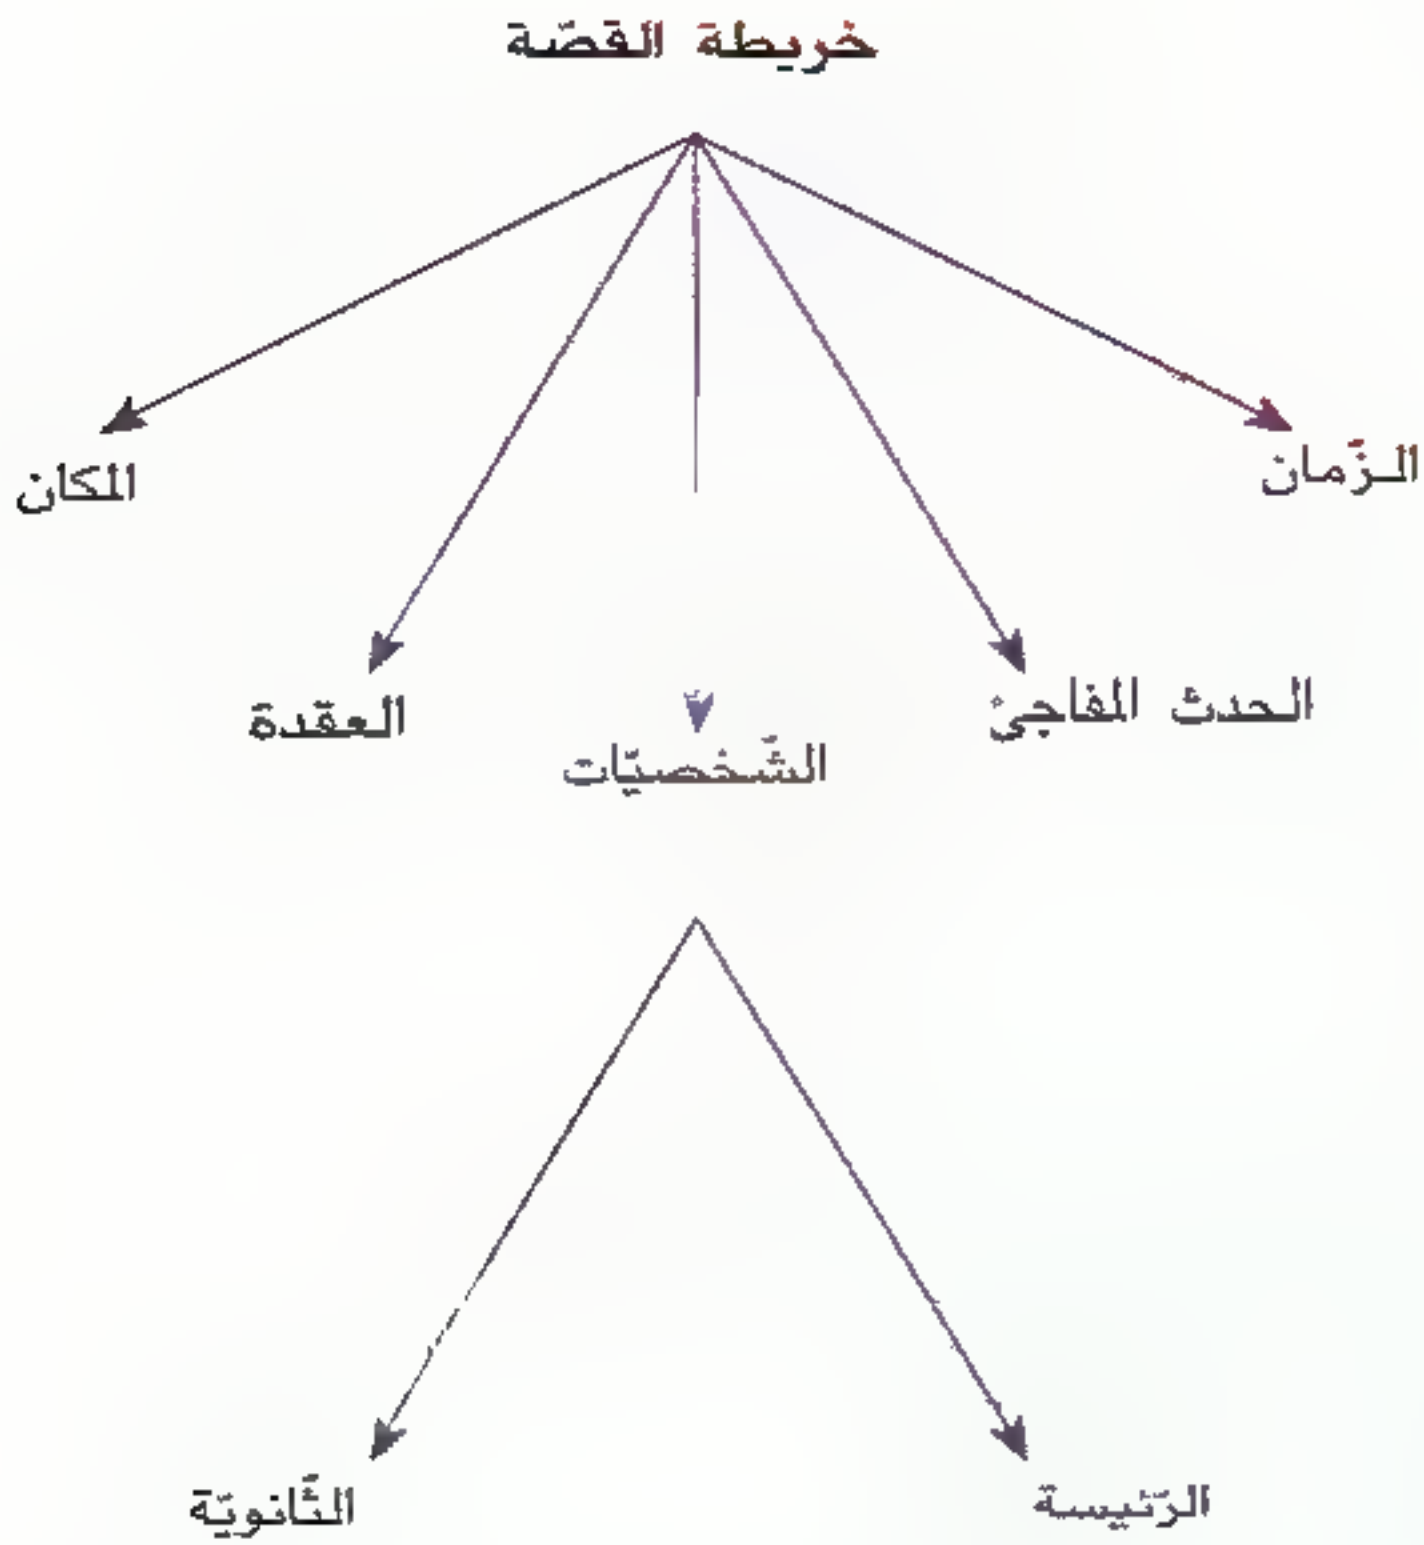 خريطة القصّة
الزّمان
المكان
الحدث المفاجئ
العقدة
الشّخصيّات
الرّئيسة
الثّانويّة